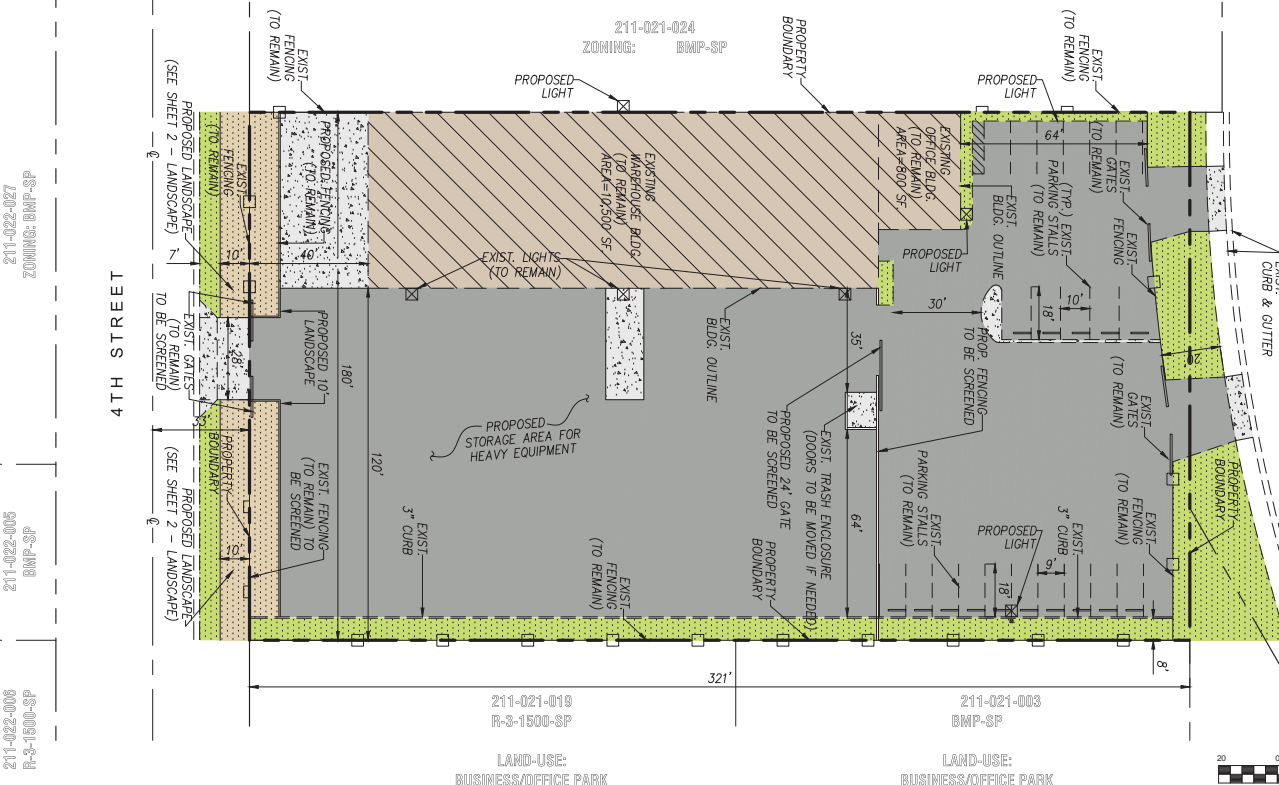 211-021-024
ZONING: BMP-SP
EXIST.
FENCING
(TO REMAIN)
PROPOSED
LIGHT
PROPERTY
BOUNDARY
PROPOSED
LIGHT
EXIST.
FENCING
(TO REMAIN)
PROPOSED LANDSCAPE
(SEE SHEET 2 - LANDSCAPE)
EXIST.
FENCING
(TO REMAIN)
PROPOSED FENCING
(TO REMAIN)
EXISTING
WAREHOUSE BLDG.
(TO REMAIN)
AREA=10,500 SF
EXISTING
OFFICE BLDG.
(TO REMAIN)
AREA=800 SF
64'
EXIST.
GATES
(TO REMAIN)
(TYP.) EXIST.
PARKING STALLS
(TO REMAIN)
EXIST.
FENCING
EXIST.
BLDG. OUTLINE
PROPOSED
LIGHT
CURB & GUTTER
211-022-027
ZONING: BMP-SP
7'
10'
40'
EXIST. LIGHTS
(TO REMAIN)
30'
18'
10'
4TH STREET
EXIST. GATES
(TO REMAIN)
TO BE SCREENED
28'
33'
PROPOSED 10'
LANDSCAPE
180'
120'
EXIST.
BLDG. OUTLINE
35'
PROP. FENCING
TO BE SCREENED
20'
EXIST.
GATES
(TO REMAIN)
PROPOSED
STORAGE AREA FOR
HEAVY EQUIPMENT
PROPOSED 24' GATE
TO BE SCREENED
EXIST. TRASH ENCLOSURE
(DOORS TO BE MOVED IF NEEDED)
PROPERTY
BOUNDARY
PROPOSED LANDSCAPE
(SEE SHEET 2 - LANDSCAPE)
EXIST. FENCING
(TO REMAIN) TO
BE SCREENED
EXIST.
3" CURB
64'
EXIST.
PARKING STALLS
(TO REMAIN)
PROPOSED
LIGHT
EXIST.
3" CURB
EXIST.
FENCING
(TO REMAIN)
PROPERTY
BOUNDARY
211-022-005
BMP-SP
10'
EXIST.
FENCING
(TO REMAIN)
PROPERTY
BOUNDARY
18'
9'
8'
321'
211-022-006
R-3-1500-SP
211-021-019
R-3-1500-SP
211-021-003
BMP-SP
LAND-USE:
BUSINESS/OFFICE PARK
LAND-USE:
BUSINESS/OFFICE PARK
20
0